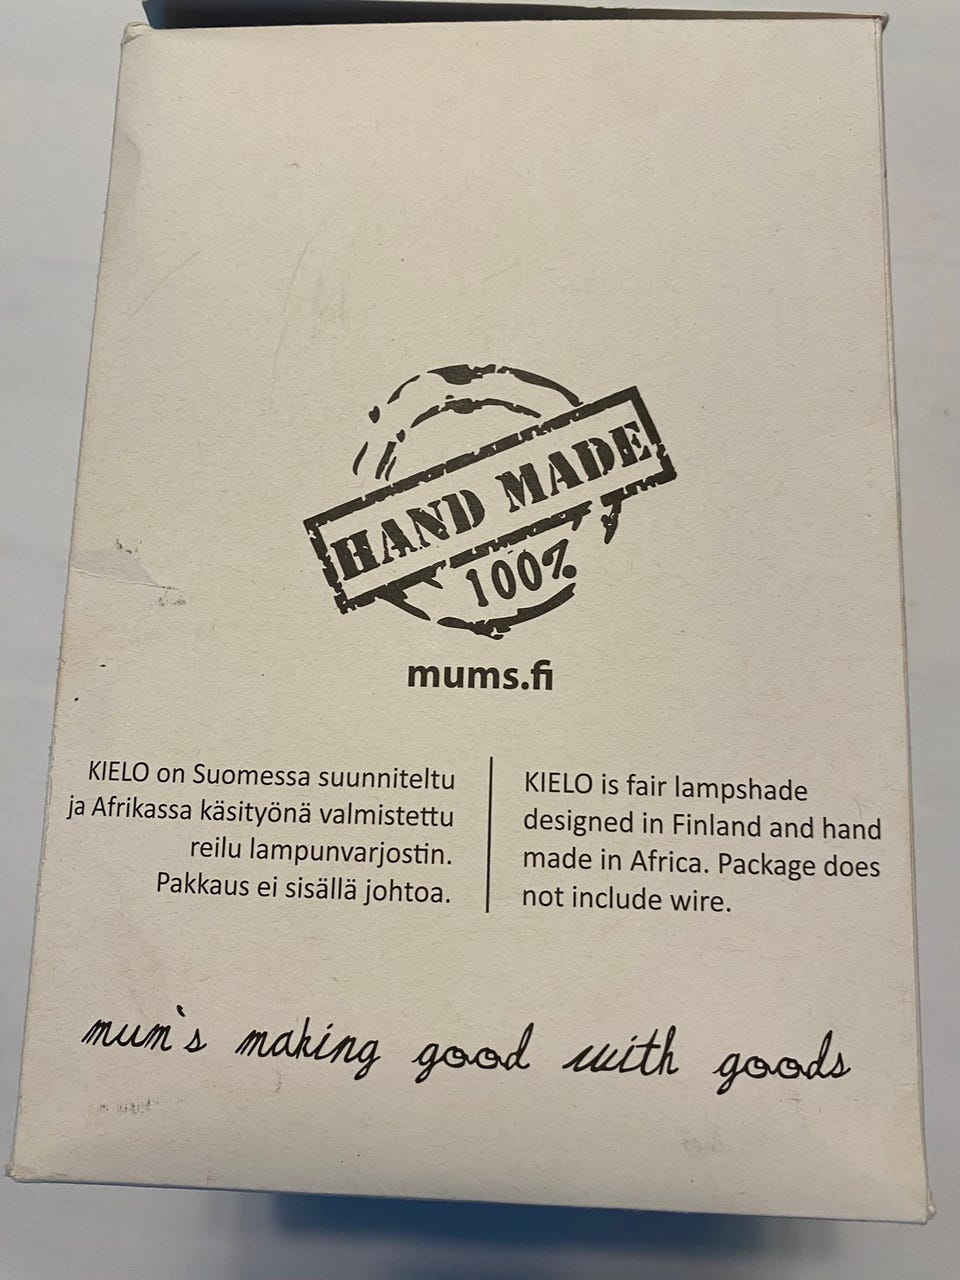 HAND MADE
100%
mums.fi
KIELO on Suomessa suunniteltu
ja Afrikassa käsityönä valmistettu
reilu lampunvarjostin.
Pakkaus ei sisällä johtoa.
KIELO is fair lampshade
designed in Finland and hand
made in Africa. Package does
not include wire.
mum`s making good with goods